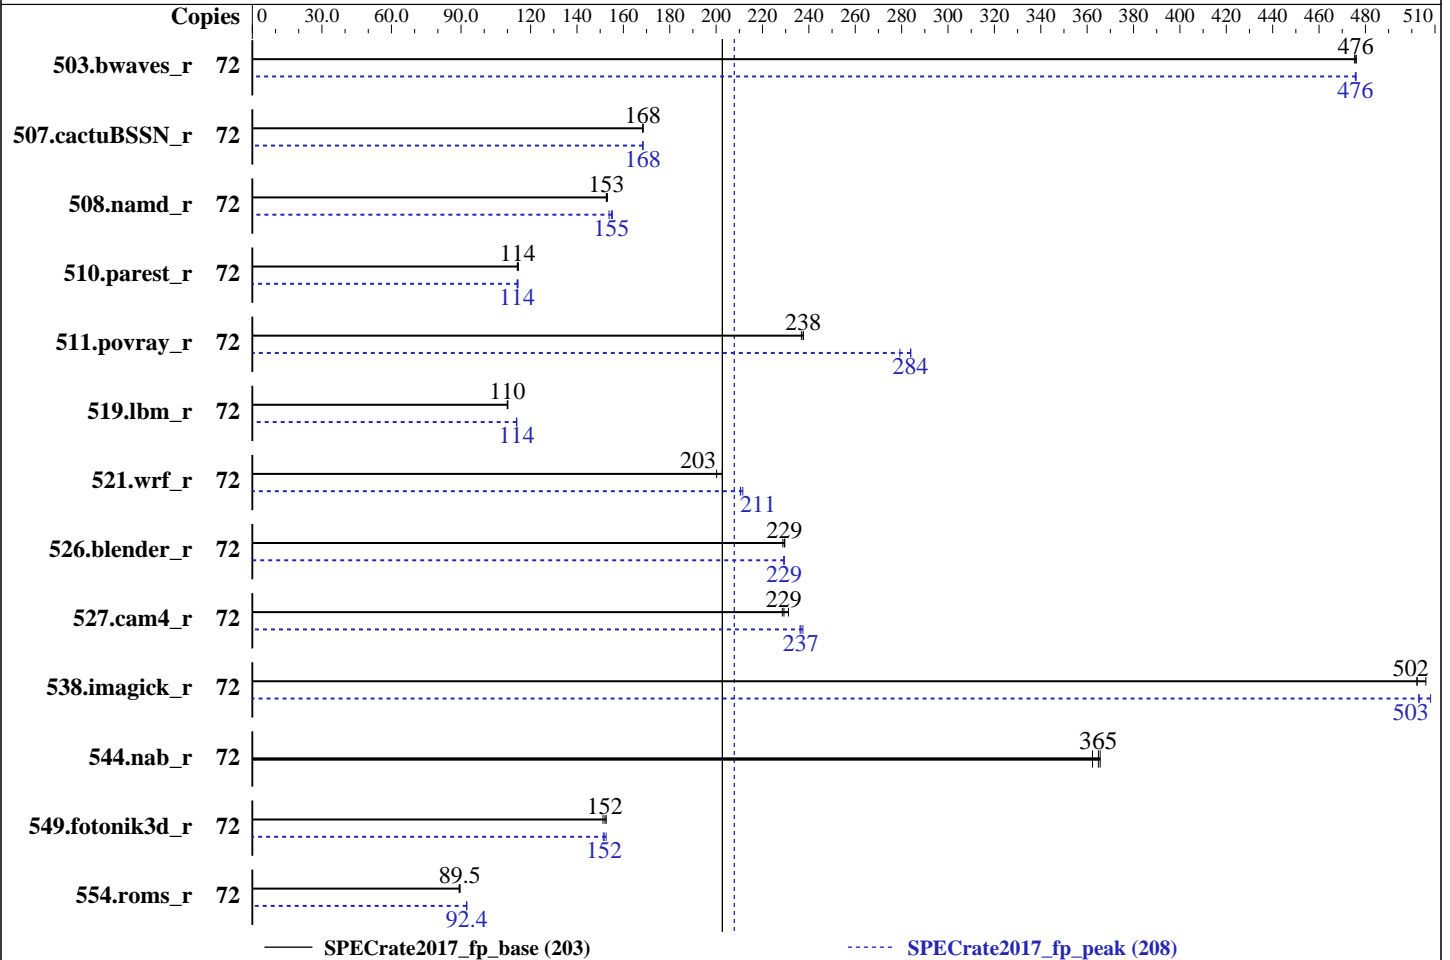 Copies 0 30.0 60.0 90.0 120 140 160 180 200 220 240 260 280 300 320 340 360 380 400 420 440 460 480 510
503.bwaves_r 72 476
476
507.cactuBSSN_r 72 168
168
508.namd_r 72 153
155
510.parest_r 72 114
114
511.povray_r 72 238
284
519.lbm_r 72 110
114
521.wrf_r 72 203
211
526.blender_r 72 229
229
527.cam4_r 72 229
237
538.imagick_r 72 502
503
544.nab_r 72 365
549.fotonik3d_r 72 152
152
554.roms_r 72 89.5
92.4
SPECrate2017_fp_base (203) SPECrate2017_fp_peak (208)